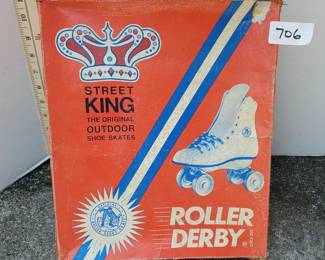 706
STREET
KING
THE ORIGINAL
OUTDOOR
SHOE SKATES
ROLLER
DERBY